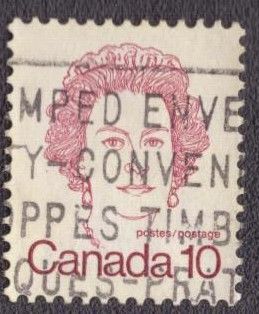 MPED ENVE
Y-CONVEN
PPES TIMB
postes/postage
Canada 10
QUES-PRAT